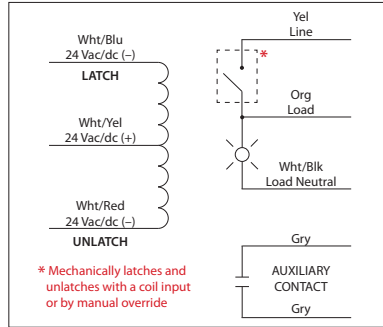 Wht/Blu
24 Vac/dc (–)
LATCH
Wht/Yel
24 Vac/dc (+)
Wht/Red
24 Vac/dc (–)
UNLATCH
* Mechanically latches and
unlatches with a coil input
or by manual override
Yel
Line
*
Org
Load
Wht/Blk
Load Neutral
Gry
AUXILIARY
CONTACT
Gry